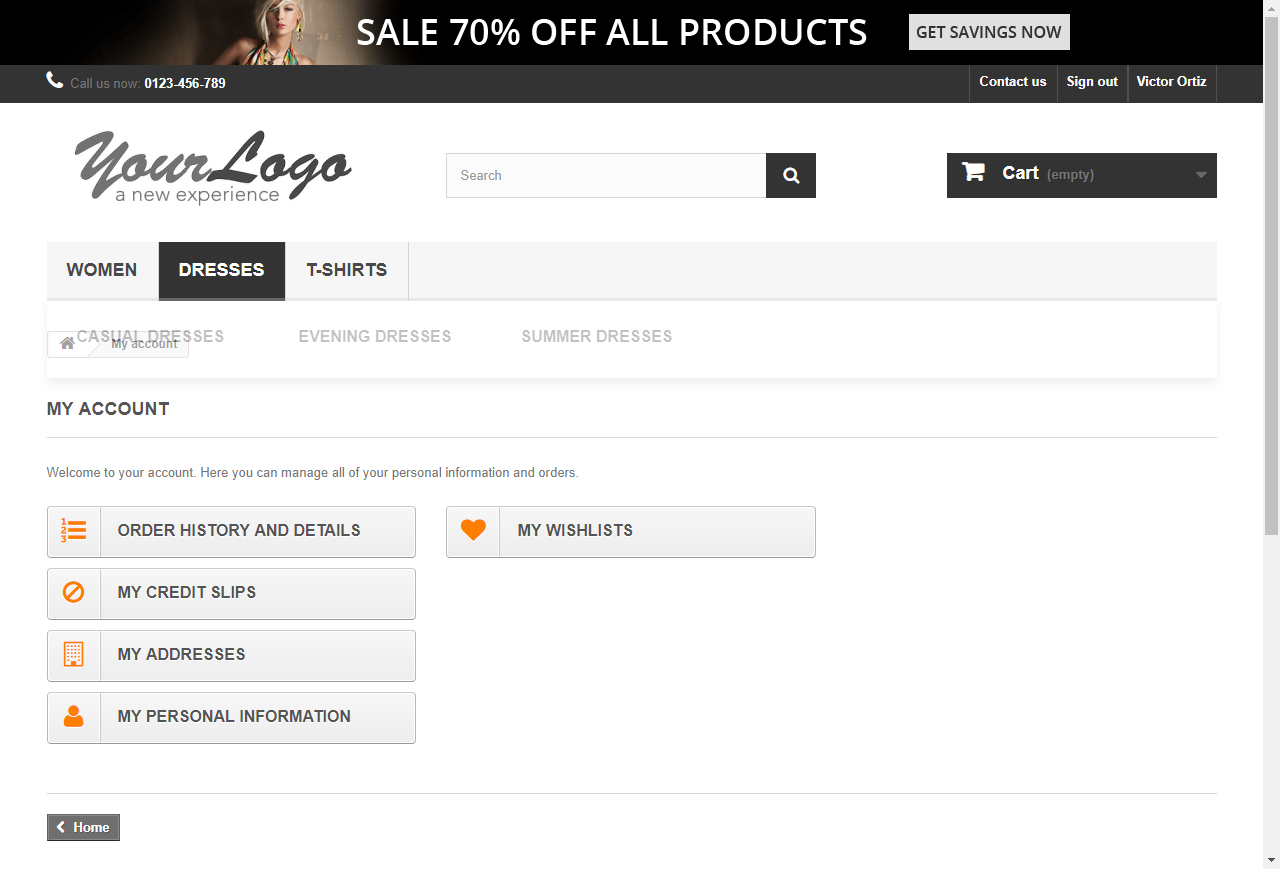 SALE 70% OFF ALL PRODUCTS GET SAVINGS NOW
Call us now: 0123-456-789 Contact us Sign out Victor Ortiz
Your Logo
a new experience
Search Cart (empty)
WOMEN DRESSES T-SHIRTS
CASUAL DRESSES EVENING DRESSES SUMMER DRESSES
My account
MY ACCOUNT
Welcome to your account. Here you can manage all of your personal information and orders.
ORDER HISTORY AND DETAILS MY WISHLISTS
MY CREDIT SLIPS
MY ADDRESSES
MY PERSONAL INFORMATION
Home